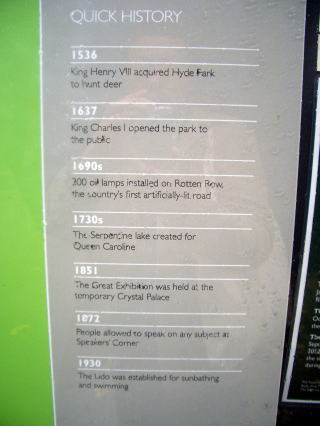 QUICK HISTORY
1536
King Henry VIII acquired Hyde Park
to hunt deer
1637
King Charles I opened the park to
the public
1690s
300 oil lamps installed on Rotten Row,
the country's first artificially-lit road
1730s
The Serpentine lake created for
Queen Caroline
1851
The Great Exhibition was held at the
temporary Crystal Palace
1872
People allowed to speak on any subject at
Speakers' Corner
1930
The Lido was established for sunbathing
and swimming